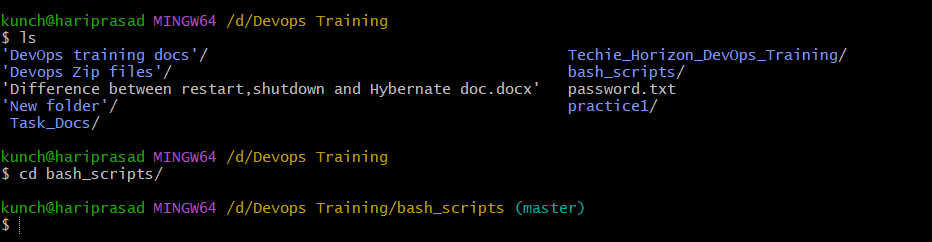 kunch@hariprasad MINGW64 /d/Devops Training
$ ls
'DevOps training docs'/ Techie_Horizon_DevOps_Training/
'Devops Zip files'/ bash_scripts/
'Difference between restart,shutdown and Hybernate doc.docx' password.txt
'New folder'/ practice1/
Task_Docs/
kunch@hariprasad MINGW64 /d/Devops Training
$ cd bash_scripts/
kunch@hariprasad MINGW64 /d/Devops Training/bash_scripts (master)
$